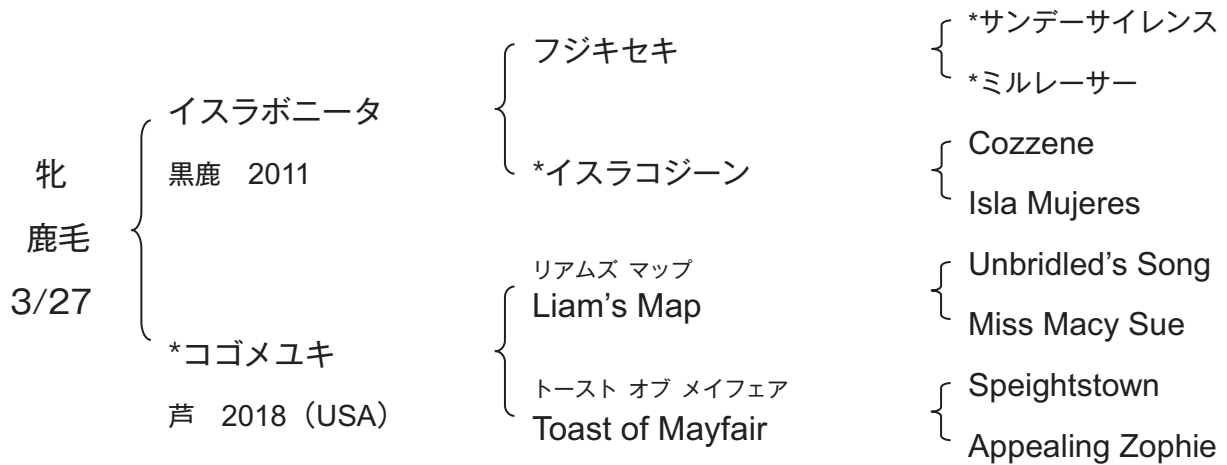 牝
鹿毛
3/27
イスラボニータ
黒鹿　2011
*コゴメユキ
芦　2018（USA）
フジキセキ
*イスラコジーン
リアムズ マップ
Liam’s Map
トースト オブ メイフェア
Toast of Mayfair
*サンデーサイレンス
*ミルレーサー
Cozzene
Isla Mujeres
Unbridled’s Song
Miss Macy Sue
Speightstown
Appealing Zophie